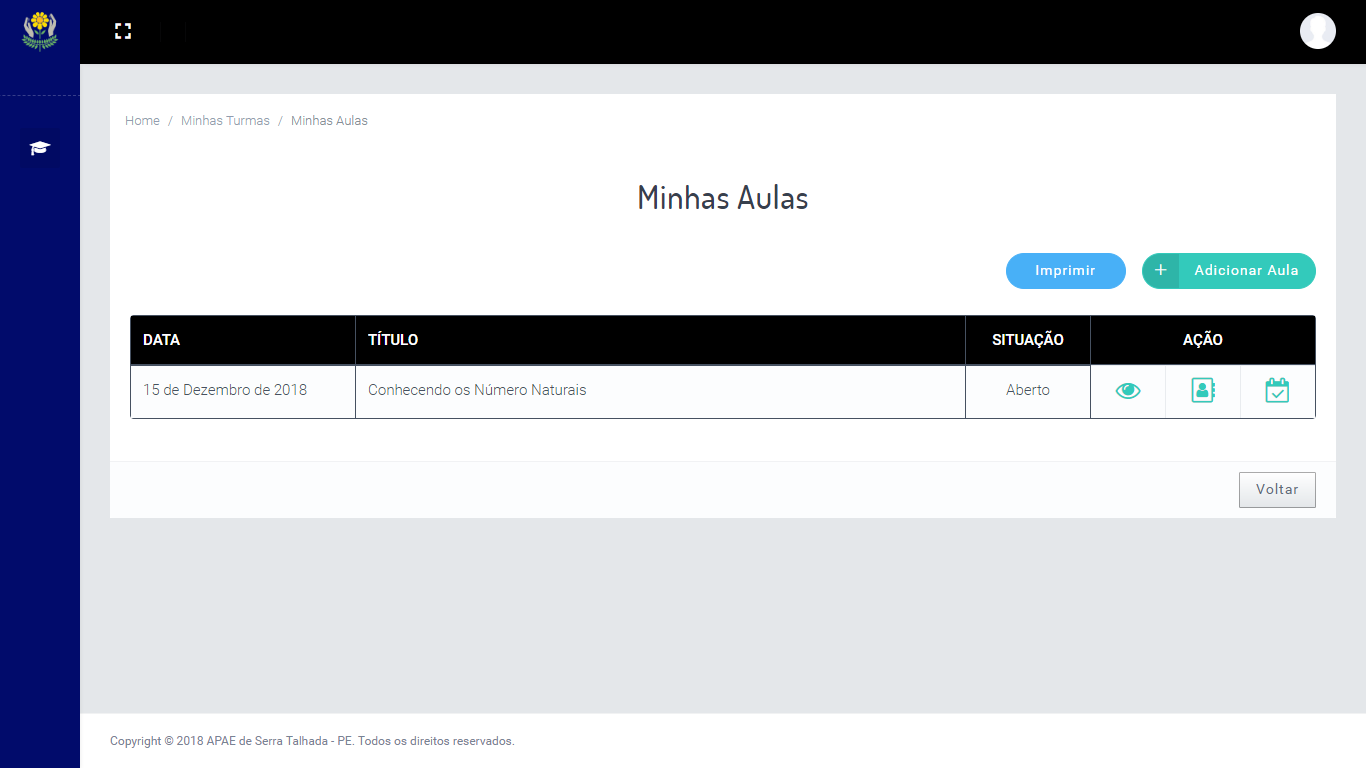 Home / Minhas Turmas / Minhas Aulas
Minhas Aulas
Imprimir + Adicionar Aula
DATA TÍTULO SITUAÇÃO AÇÃO
15 de Dezembro de 2018 Conhecendo os Número Naturais Aberto
Voltar
Copyright © 2018 APAE de Serra Talhada - PE. Todos os direitos reservados.